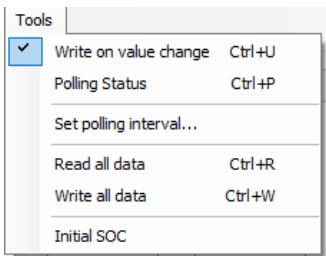 Tools
Write on value change Ctrl+U
Polling Status Ctrl+P
Set polling interval...
Read all data Ctrl+R
Write all data Ctrl+W
Initial SOC